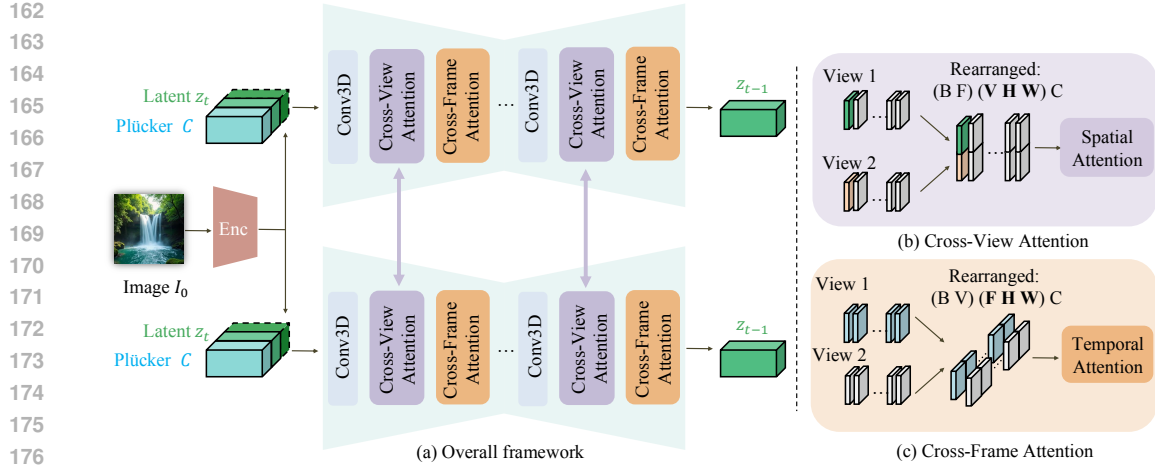 162
163
164
165
166
167
168
169
170
171
172
173
174
175
176
Latent z_t
Plücker C
Image I_0
Enc
Latent z_t
Plücker C
Conv3D
Cross-View
Attention
Cross-Frame
Attention
...
Conv3D
Cross-View
Attention
Cross-Frame
Attention
z_{t-1}
Conv3D
Cross-View
Attention
Cross-Frame
Attention
...
Conv3D
Cross-View
Attention
Cross-Frame
Attention
z_{t-1}
(a) Overall framework
View 1
...
View 2
...
Rearranged:
(B F) (V H W) C
...
Spatial
Attention
(b) Cross-View Attention
View 1
...
View 2
...
Rearranged:
(B V) (F H W) C
Temporal
Attention
(c) Cross-Frame Attention